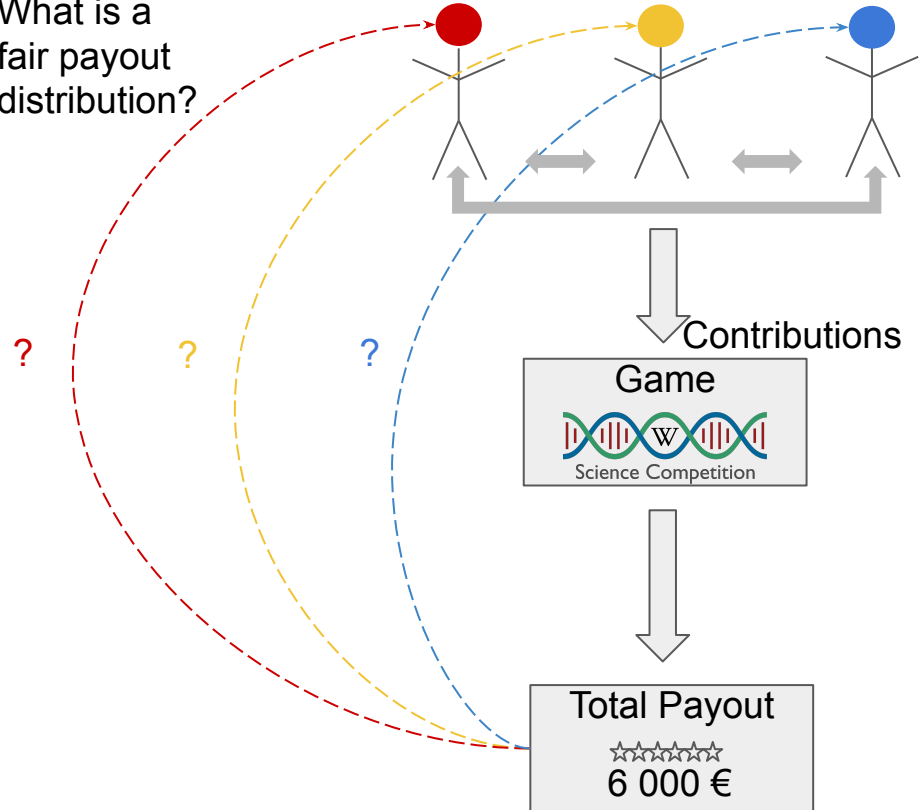 What is a
fair payout
distribution?
?
?
?
Contributions
Game
W
Science Competition
Total Payout
6 000 €